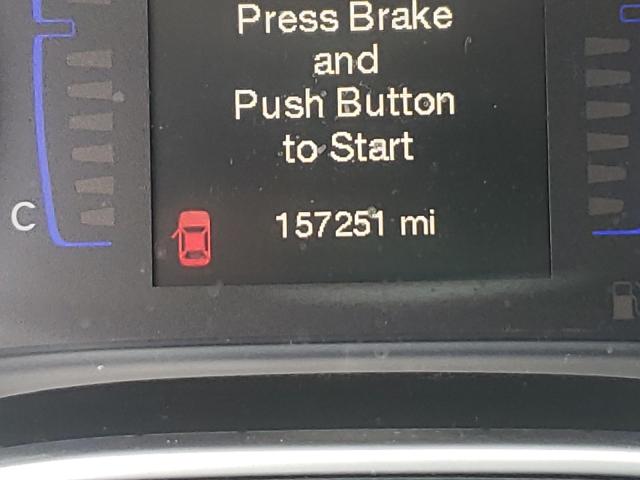 Press Brake
and
Push Button
to Start
C
157251 mi